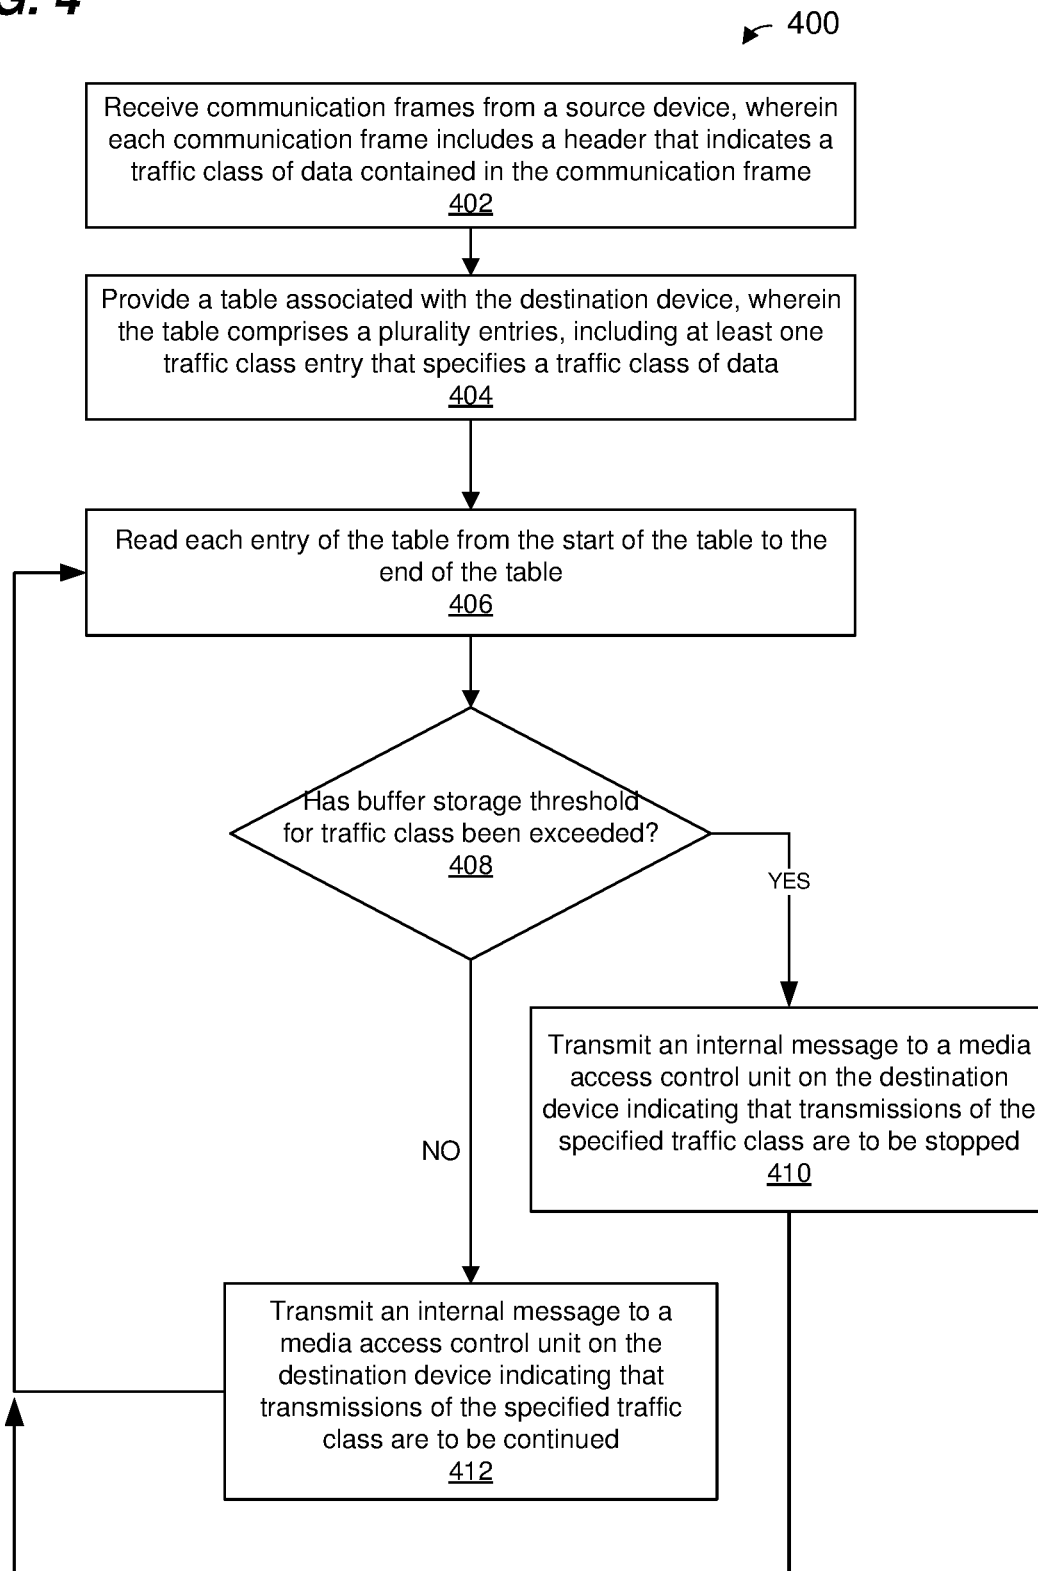 G. 4
400
Receive communication frames from a source device, wherein
each communication frame includes a header that indicates a
traffic class of data contained in the communication frame
402
Provide a table associated with the destination device, wherein
the table comprises a plurality entries, including at least one
traffic class entry that specifies a traffic class of data
404
Read each entry of the table from the start of the table to the
end of the table
406
Has buffer storage threshold
for traffic class been exceeded?
408
YES
Transmit an internal message to a media
access control unit on the destination
device indicating that transmissions of the
specified traffic class are to be stopped
410
NO
Transmit an internal message to a
media access control unit on the
destination device indicating that
transmissions of the specified traffic
class are to be continued
412